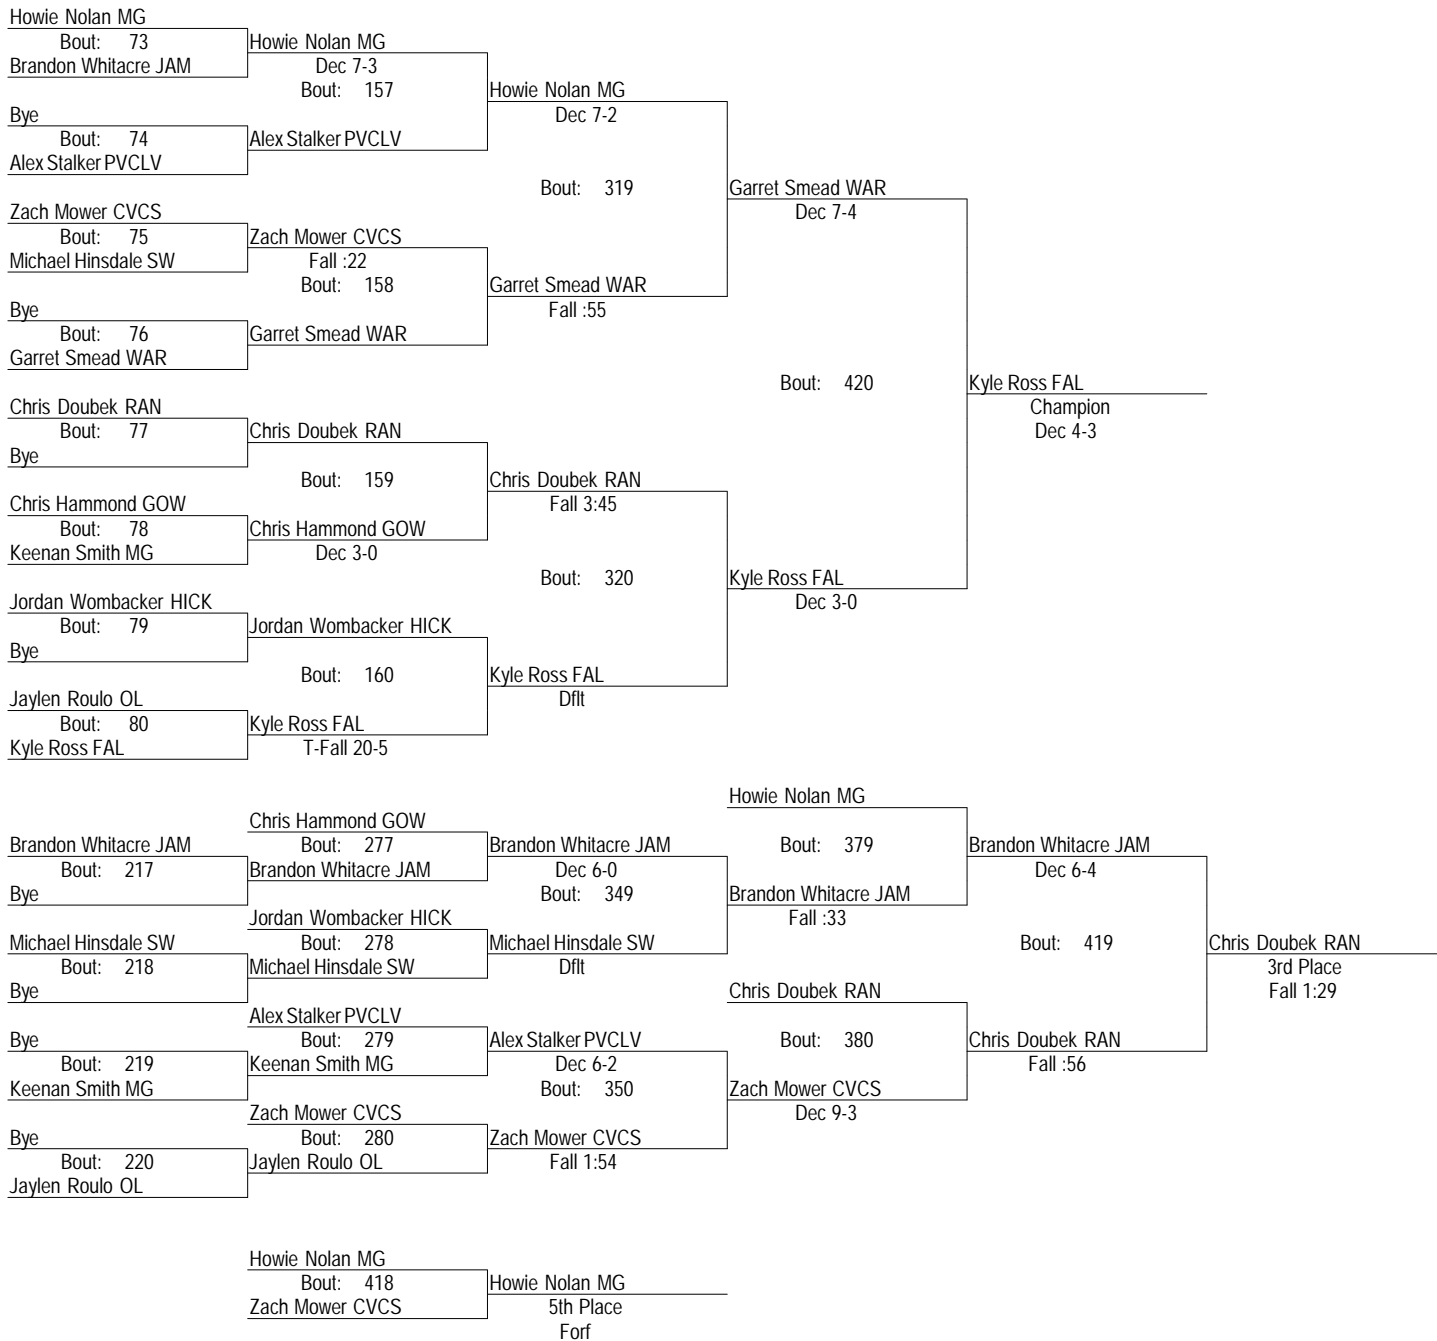 Howie Nolan MG
Bout: 73
Brandon Whitacre JAM
Bye
Bout: 74
Alex Stalker PVCLV
Zach Mower CVCS
Bout: 75
Michael Hinsdale SW
Bye
Bout: 76
Garret Smead WAR
Chris Doubek RAN
Bout: 77
Bye
Chris Hammond GOW
Bout: 78
Keenan Smith MG
Jordan Wombacker HICK
Bout: 79
Bye
Jaylen Roulo OL
Bout: 80
Kyle Ross FAL
Howie Nolan MG
Dec 7-3
Bout: 157
Alex Stalker PVCLV
Zach Mower CVCS
Fall :22
Bout: 158
Garret Smead WAR
Chris Doubek RAN
Bout: 159
Chris Hammond GOW
Dec 3-0
Jordan Wombacker HICK
Bout: 160
Kyle Ross FAL
T-Fall 20-5
Howie Nolan MG
Dec 7-2
Bout: 319
Garret Smead WAR
Fall :55
Chris Doubek RAN
Fall 3:45
Bout: 320
Kyle Ross FAL
Dflt
Garret Smead WAR
Dec 7-4
Bout: 420
Kyle Ross FAL
Dec 3-0
Kyle Ross FAL
Champion
Dec 4-3
Brandon Whitacre JAM
Bout: 217
Bye
Michael Hinsdale SW
Bout: 218
Bye
Bye
Bout: 219
Keenan Smith MG
Bye
Bout: 220
Jaylen Roulo OL
Chris Hammond GOW
Bout: 277
Brandon Whitacre JAM
Jordan Wombacker HICK
Bout: 278
Michael Hinsdale SW
Alex Stalker PVCLV
Bout: 279
Keenan Smith MG
Zach Mower CVCS
Bout: 280
Jaylen Roulo OL
Brandon Whitacre JAM
Dec 6-0
Bout: 349
Michael Hinsdale SW
Dflt
Alex Stalker PVCLV
Dec 6-2
Bout: 350
Zach Mower CVCS
Fall 1:54
Howie Nolan MG
Bout: 379
Brandon Whitacre JAM
Fall :33
Chris Doubek RAN
Bout: 380
Zach Mower CVCS
Dec 9-3
Brandon Whitacre JAM
Dec 6-4
Bout: 419
Chris Doubek RAN
Fall :56
Chris Doubek RAN
3rd Place
Fall 1:29
Howie Nolan MG
Bout: 418
Zach Mower CVCS
Howie Nolan MG
5th Place
Forf